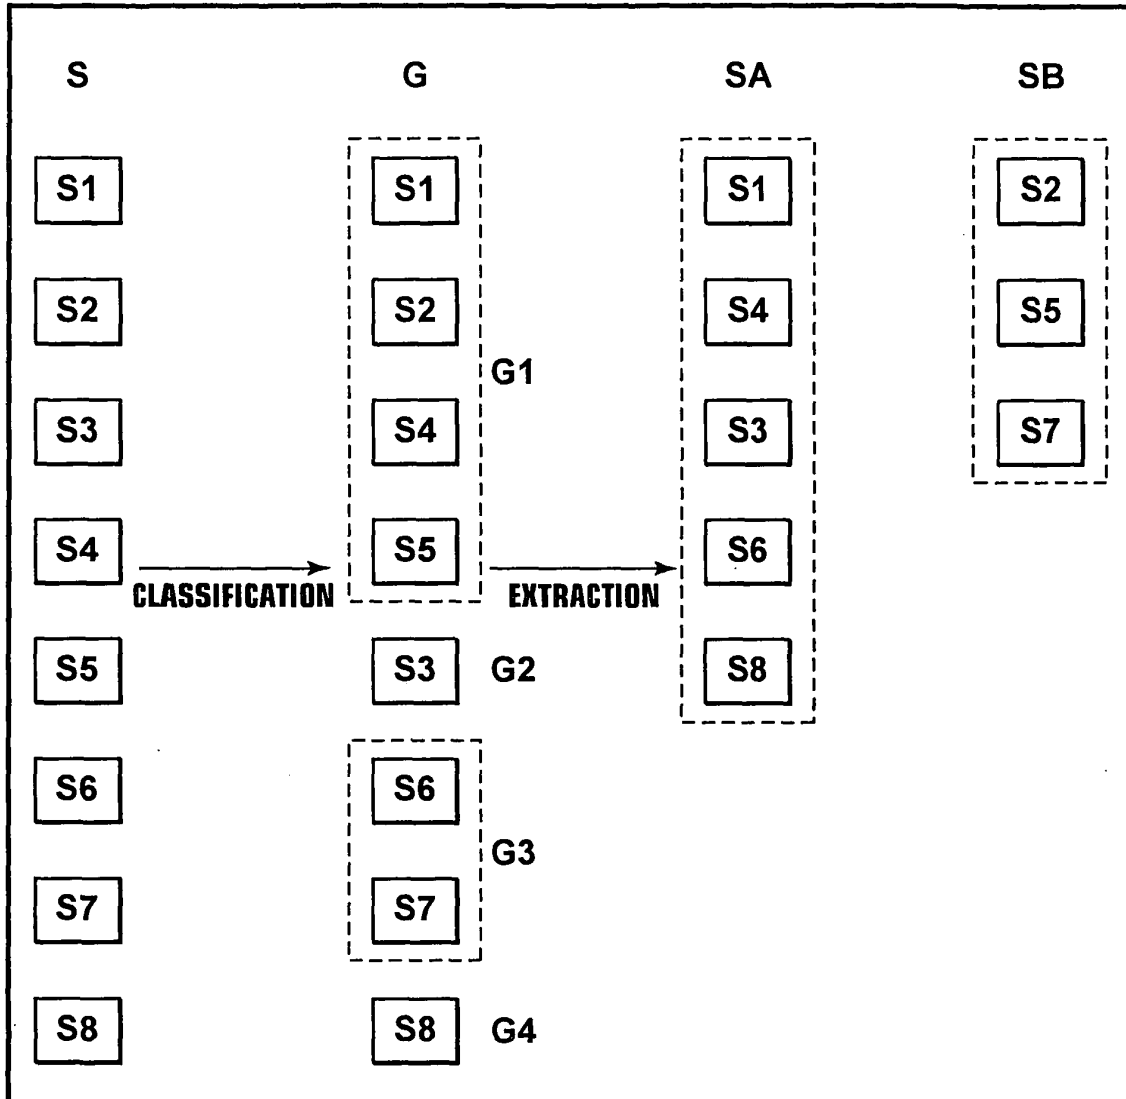 S G SA SB
S1 S1 S1 S2
S2 S2 S4 S5
G1
S3 S4 S3 S7
S4 S5 S6
CLASSIFICATION EXTRACTION
S5 S3 G2 S8
S6 S6
G3
S7 S7
S8 S8 G4